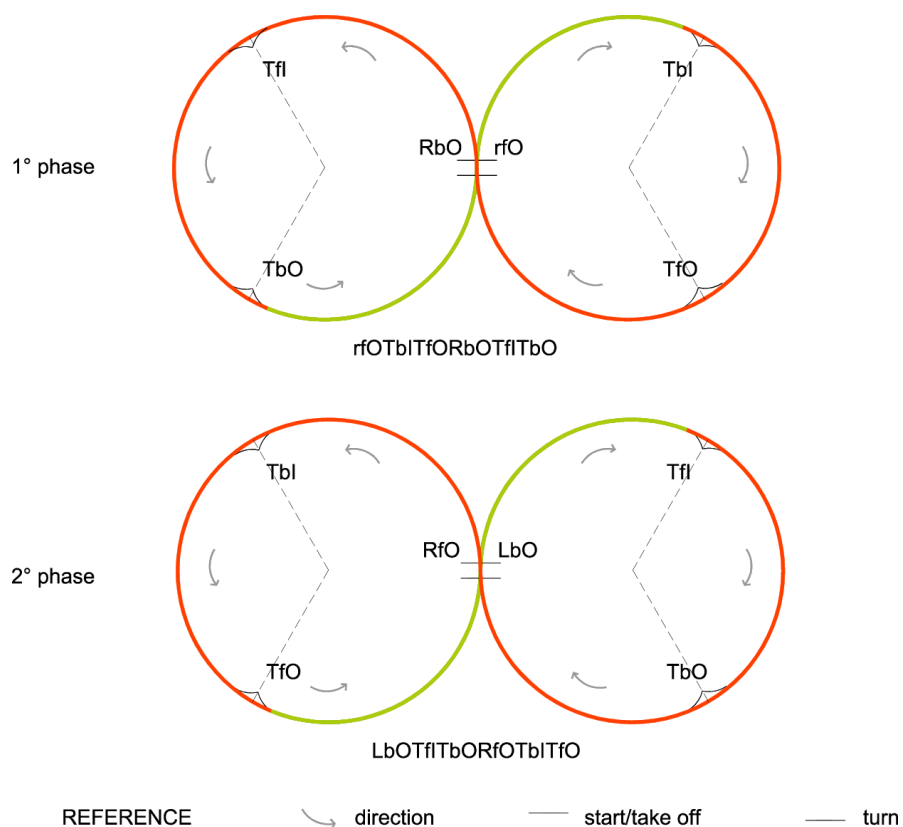 TfI
TbI
RbO rfO
1° phase
TbO
TfO
rfOTbITfORbOTfITbO
TbI
TfI
RfO LbO
2° phase
TfO
TbO
LbOTfITbORfOTbITfO
REFERENCE direction start/take off turn